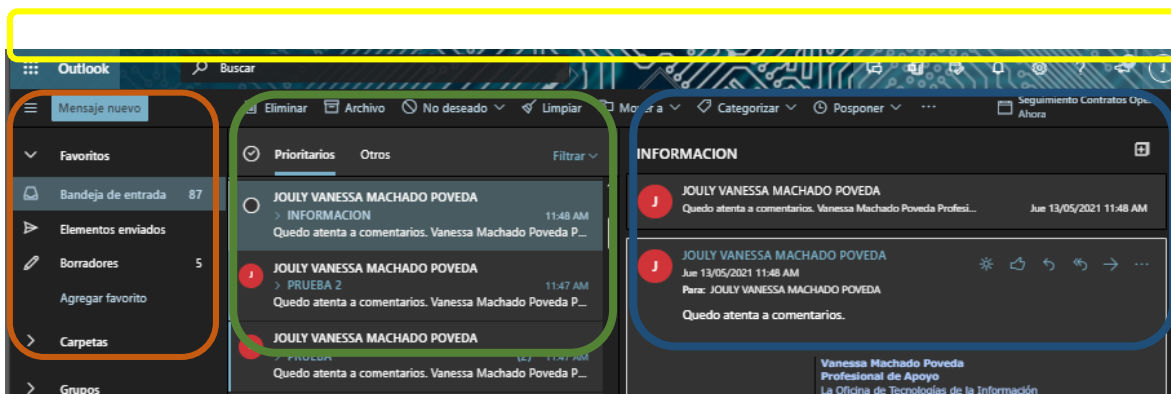 Outlook
Buscar
Mensaje nuevo
Eliminar Archivo No deseado Limpiar Mover a Categorizar Posponer ...
Seguimiento Contratos Ope
Ahora
Favoritos
Bandeja de entrada 87
Elementos enviados
Borradores 5
Agregar favorito
Carpetas
Grupos
Prioritarios Otros Filtrar
JOULY VANESSA MACHADO POVEDA
> INFORMACION 11:48 AM
Quedo atenta a comentarios. Vanessa Machado Poveda P...
J
JOULY VANESSA MACHADO POVEDA
> PRUEBA 2 11:47 AM
Quedo atenta a comentarios. Vanessa Machado Poveda P...
JOULY VANESSA MACHADO POVEDA
> PRUEBA (2) 11:47 AM
Quedo atenta a comentarios. Vanessa Machado Poveda P...
INFORMACION
J
JOULY VANESSA MACHADO POVEDA
Quedo atenta a comentarios. Vanessa Machado Poveda Profesi... Jue 13/05/2021 11:48 AM
J
JOULY VANESSA MACHADO POVEDA
Jue 13/05/2021 11:48 AM
Para: JOULY VANESSA MACHADO POVEDA
Quedo atenta a comentarios.
Vanessa Machado Poveda
Profesional de Apoyo
La Oficina de Tecnologías de la Información